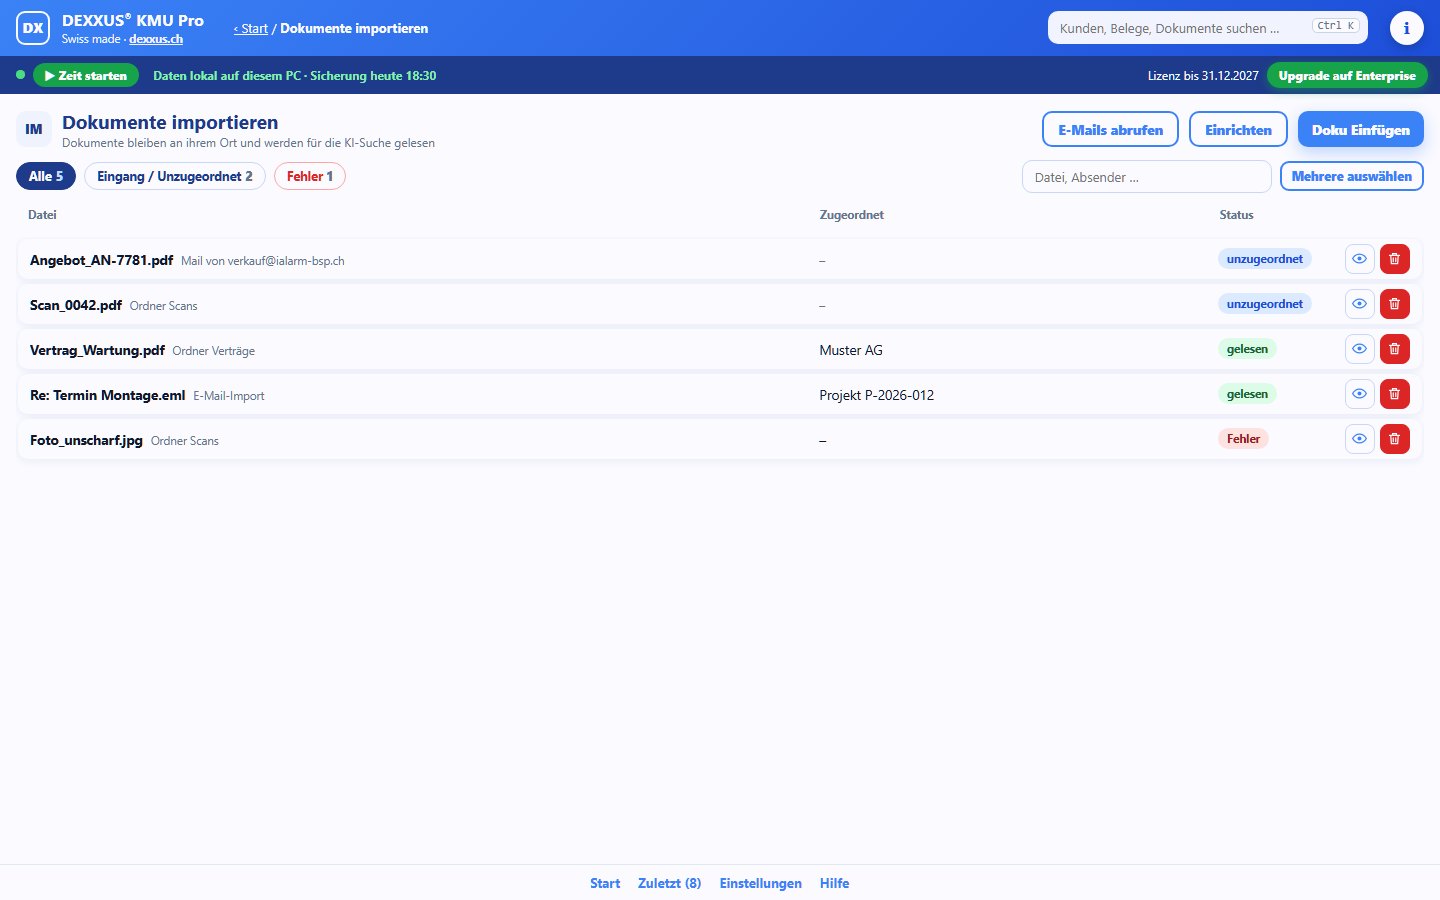 DX
DEXXUS® KMU Pro
Swiss made · dexxus.ch
‹ Start / Dokumente importieren
Kunden, Belege, Dokumente suchen ...
Ctrl K
i
▶ Zeit starten
Daten lokal auf diesem PC · Sicherung heute 18:30
Lizenz bis 31.12.2027
Upgrade auf Enterprise
IM
Dokumente importieren
Dokumente bleiben an ihrem Ort und werden für die KI-Suche gelesen
E-Mails abrufen
Einrichten
Doku Einfügen
Alle 5
Eingang / Unzugeordnet 2
Fehler 1
Datei, Absender ...
Mehrere auswählen
Datei Zugeordnet Status
Angebot_AN-7781.pdf Mail von verkauf@ialarm-bsp.ch – unzugeordnet
Scan_0042.pdf Ordner Scans – unzugeordnet
Vertrag_Wartung.pdf Ordner Verträge Muster AG gelesen
Re: Termin Montage.eml E-Mail-Import Projekt P-2026-012 gelesen
Foto_unscharf.jpg Ordner Scans – Fehler
Start Zuletzt (8) Einstellungen Hilfe